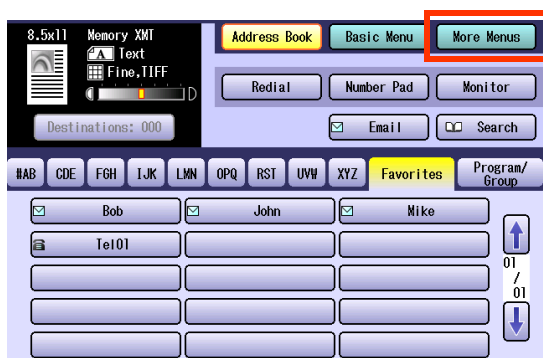 8.5x11 Memory XMT
A Text
Fine,TIFF
D
Destinations: 000
Address Book Basic Menu More Menus
Redial Number Pad Monitor
Email Search
#AB CDE FGH IJK LMN OPQ RST UVW XYZ Favorites Program/
Group
Bob John Mike
Tel01
01
/
01